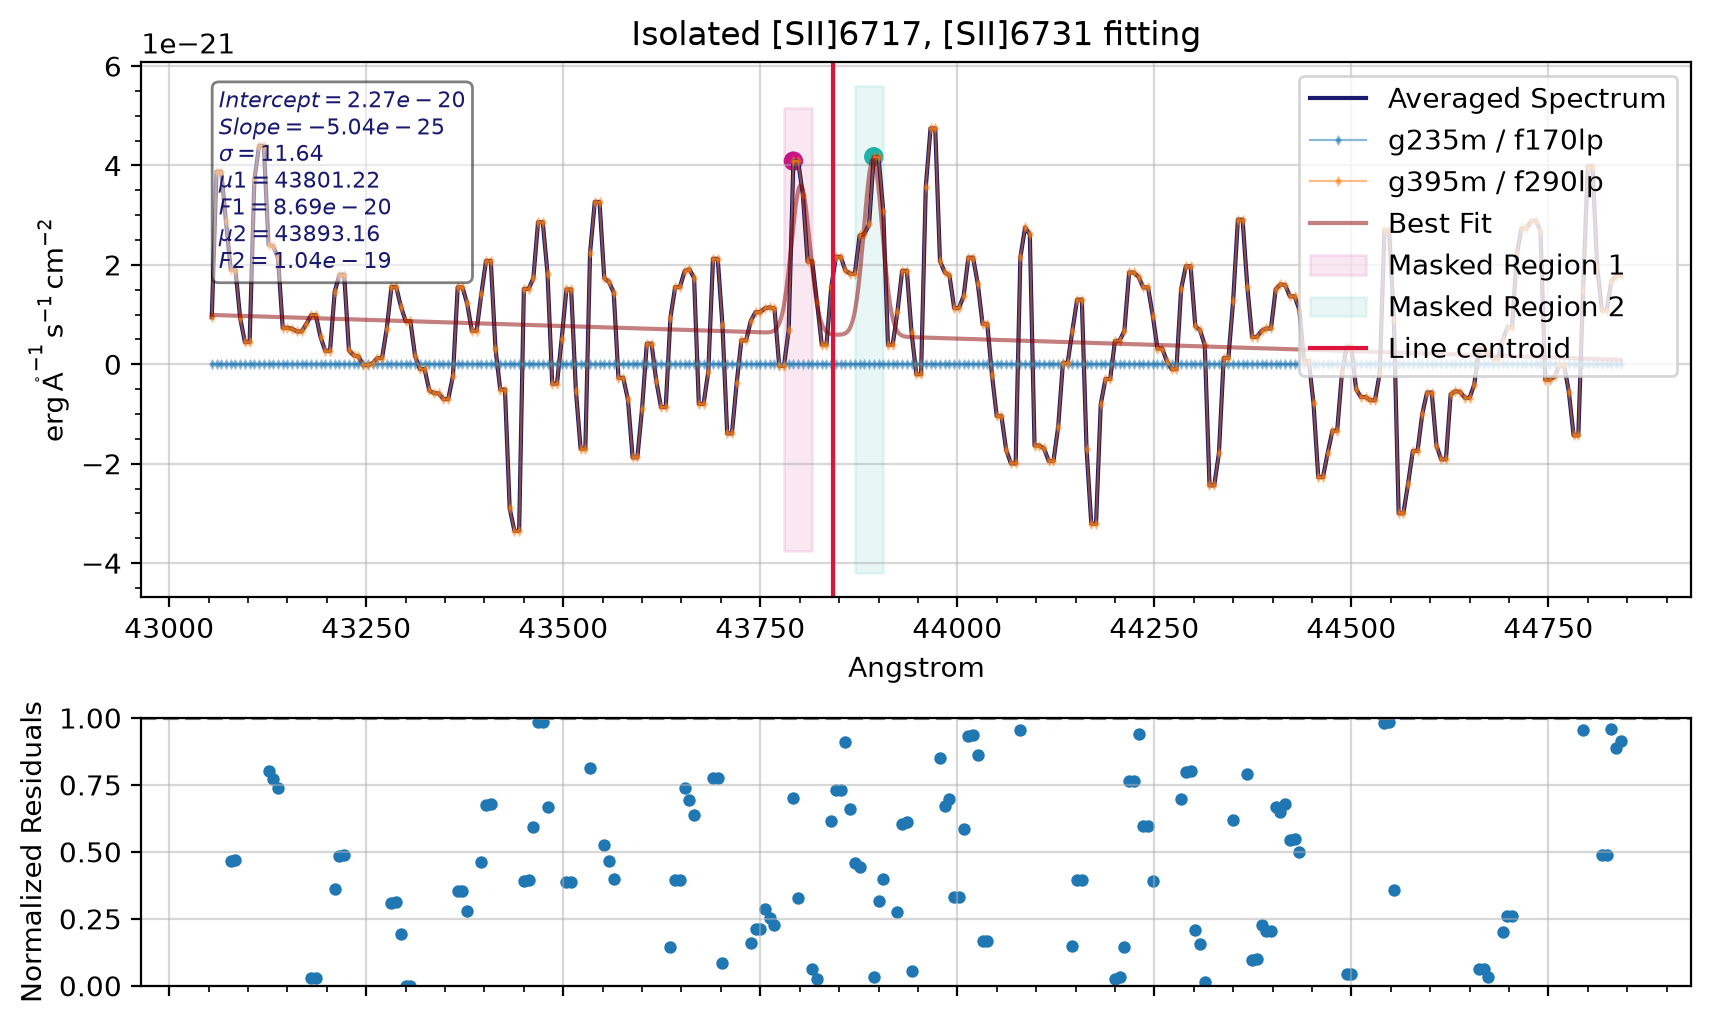 Isolated [SII]6717, [SII]6731 fitting
1e−21
6
4
2
0
−2
−4
erg Å⁻¹ s⁻¹ cm⁻²
Intercept = 2.27e − 20
Slope = −5.04e − 25
σ = 11.64
μ1 = 43801.22
F1 = 8.69e − 20
μ2 = 43893.16
F2 = 1.04e − 19
Averaged Spectrum
g235m / f170lp
g395m / f290lp
Best Fit
Masked Region 1
Masked Region 2
Line centroid
43000 43250 43500 43750 44000 44250 44500 44750
Angstrom
Normalized Residuals
1.00
0.75
0.50
0.25
0.00